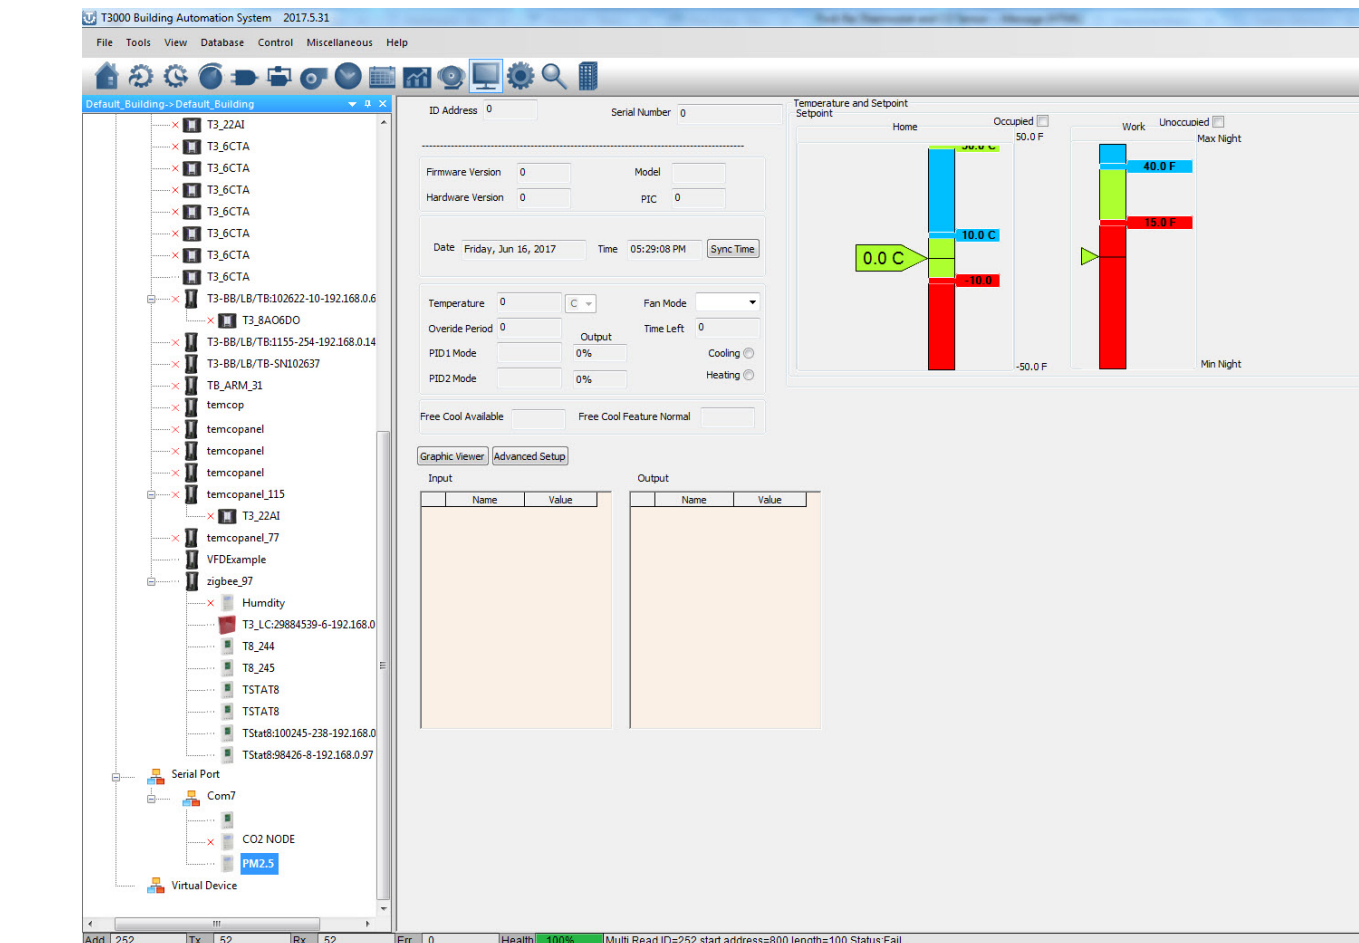 T3000 Building Automation System 2017.5.31
File Tools View Database Control Miscellaneous Help
Default_Building->Default_Building
T3_22AI
T3_6CTA
T3_6CTA
T3_6CTA
T3_6CTA
T3_6CTA
T3_6CTA
T3_6CTA
T3-BB/LB/TB:102622-10-192.168.0.6
T3_8AO6DO
T3-BB/LB/TB:1155-254-192.168.0.14
T3-BB/LB/TB-SN102637
TB_ARM_31
temcop
temcopanel
temcopanel
temcopanel
temcopanel_115
T3_22AI
temcopanel_77
VFDExample
zigbee_97
Humdity
T3_LC:29884539-6-192.168.0
T8_244
T8_245
TSTAT8
TSTAT8
TStat8:100245-238-192.168.0
TStat8:98426-8-192.168.0.97
Serial Port
Com7
CO2 NODE
PM2.5
Virtual Device
ID Address 0 Serial Number 0
Firmware Version 0 Model
Hardware Version 0 PIC 0
Date Friday, Jun 16, 2017 Time 05:29:08 PM Sync Time
Temperature 0 C Fan Mode
Overide Period 0 Output Time Left 0
PID1 Mode 0% Cooling
PID2 Mode 0% Heating
Free Cool Available Free Cool Feature Normal
Graphic Viewer Advanced Setup
Input Output
Name Value Name Value
Temperature and Setpoint
Setpoint
Home Occupied
50.0 F
50.0 C
10.0 C
0.0 C
-10.0
-50.0 F
Work Unoccupied
Max Night
40.0 F
15.0 F
Min Night
Add 252 Tx 52 Rx 52 Err 0 Health 100% Multi Read ID=252 start address=800 length=100 Status:Fail